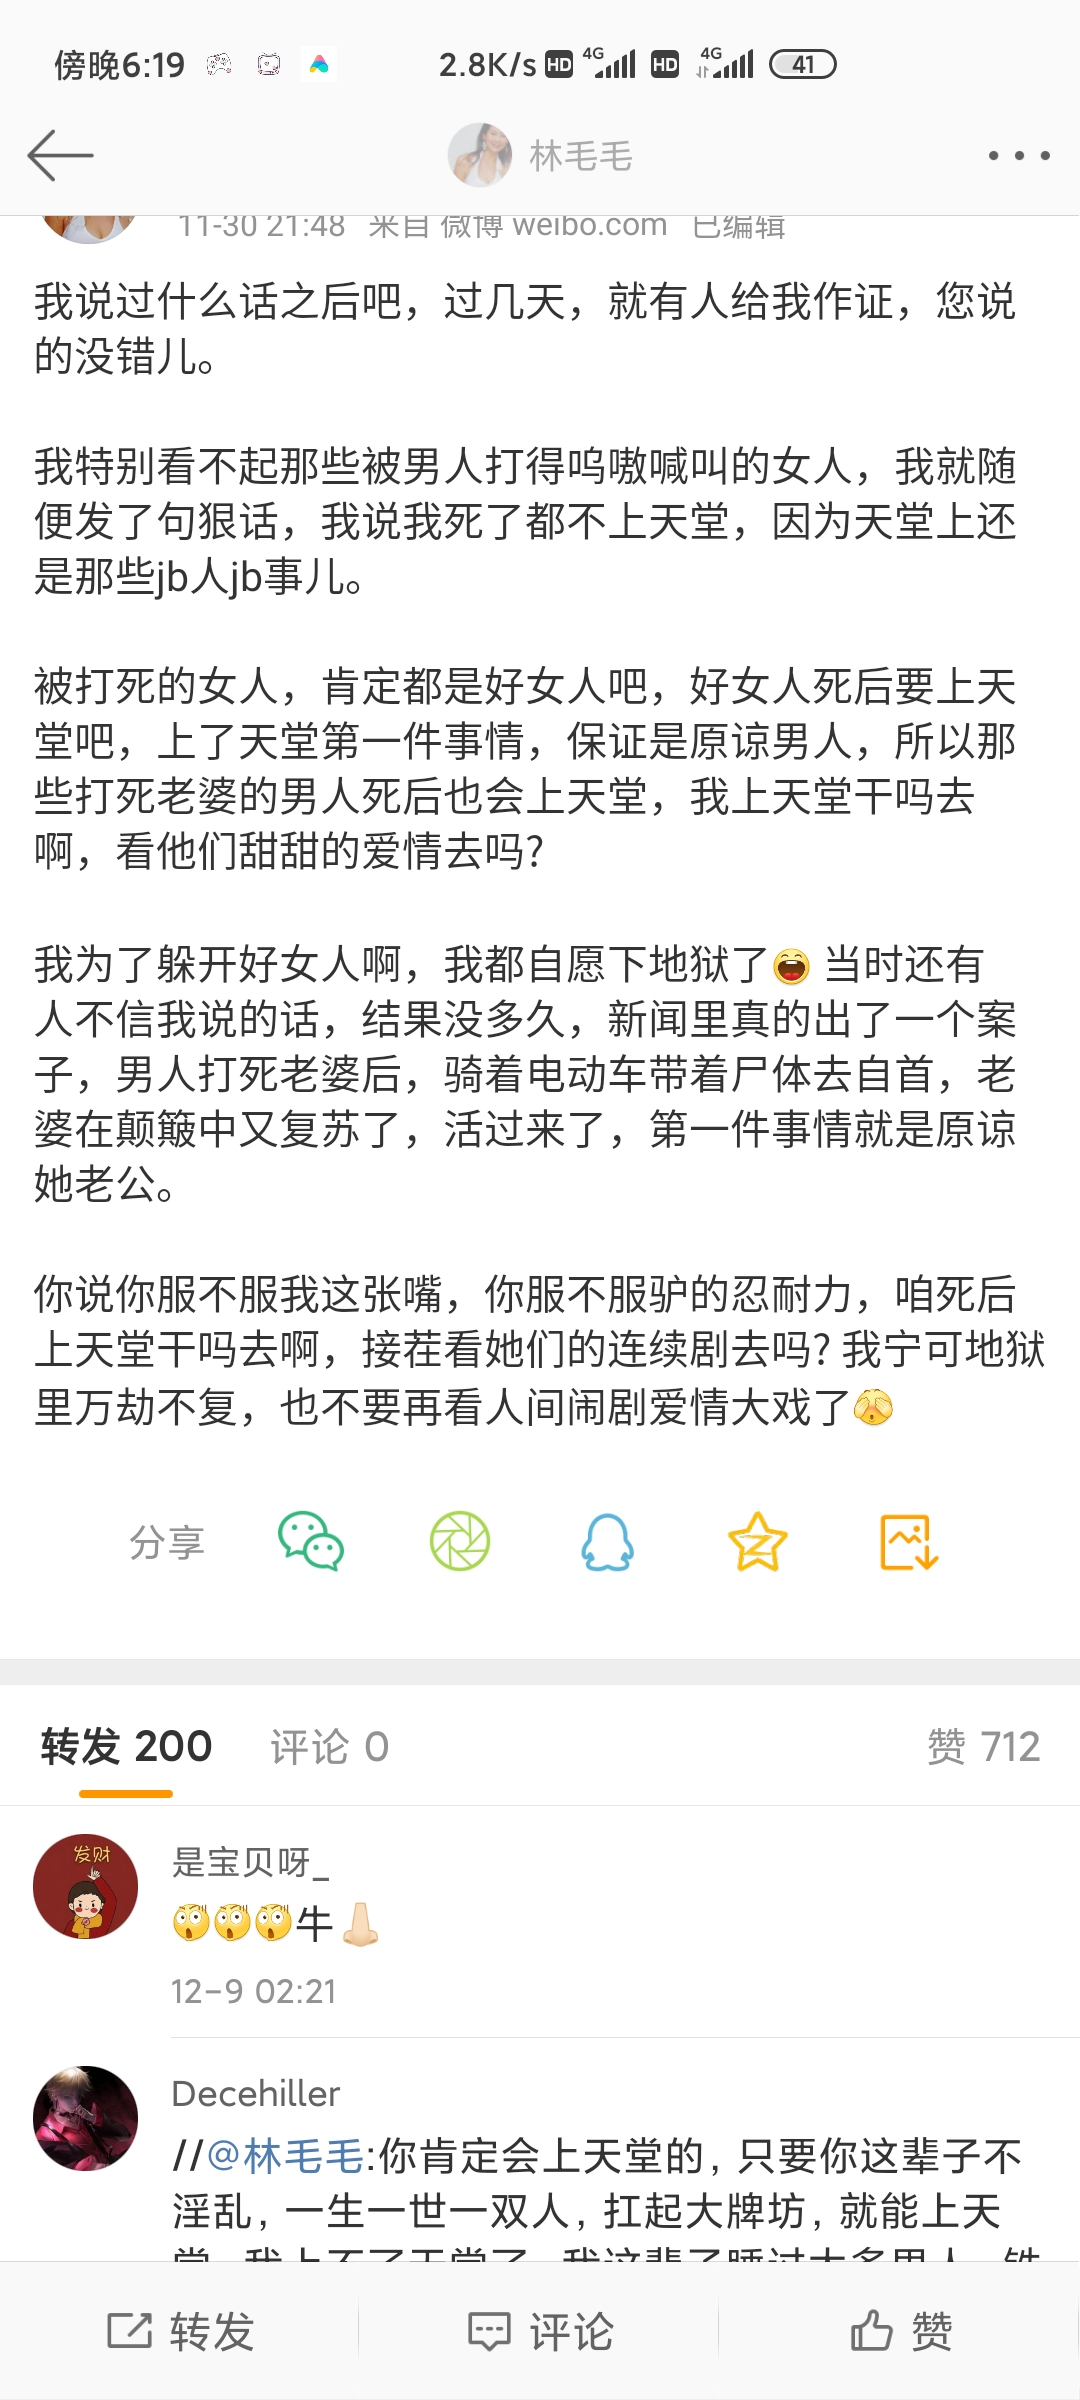 傍晚6:19
2.8K/s HD 4G HD 4G 41
林毛毛
11-30 21:48 来自 微博 weibo.com 已编辑
我说过什么话之后吧，过几天，就有人给我作证，您说
的没错儿。
我特别看不起那些被男人打得呜嗷喊叫的女人，我就随
便发了句狠话，我说我死了都不上天堂，因为天堂上还
是那些jb人jb事儿。
被打死的女人，肯定都是好女人吧，好女人死后要上天
堂吧，上了天堂第一件事情，保证是原谅男人，所以那
些打死老婆的男人死后也会上天堂，我上天堂干吗去
啊，看他们甜甜的爱情去吗?
我为了躲开好女人啊，我都自愿下地狱了 当时还有
人不信我说的话，结果没多久，新闻里真的出了一个案
子，男人打死老婆后，骑着电动车带着尸体去自首，老
婆在颠簸中又复苏了，活过来了，第一件事情就是原谅
她老公。
你说你服不服我这张嘴，你服不服驴的忍耐力，咱死后
上天堂干吗去啊，接茬看她们的连续剧去吗? 我宁可地狱
里万劫不复，也不要再看人间闹剧爱情大戏了
分享
转发 200 评论 0 赞 712
发财
是宝贝呀_
牛
12-9 02:21
Decehiller
//@林毛毛:你肯定会上天堂的, 只要你这辈子不
淫乱, 一生一世一双人, 扛起大牌坊, 就能上天
堂, 我上不了天堂了, 我这辈子睡过太多男人, 铁
转发 评论 赞